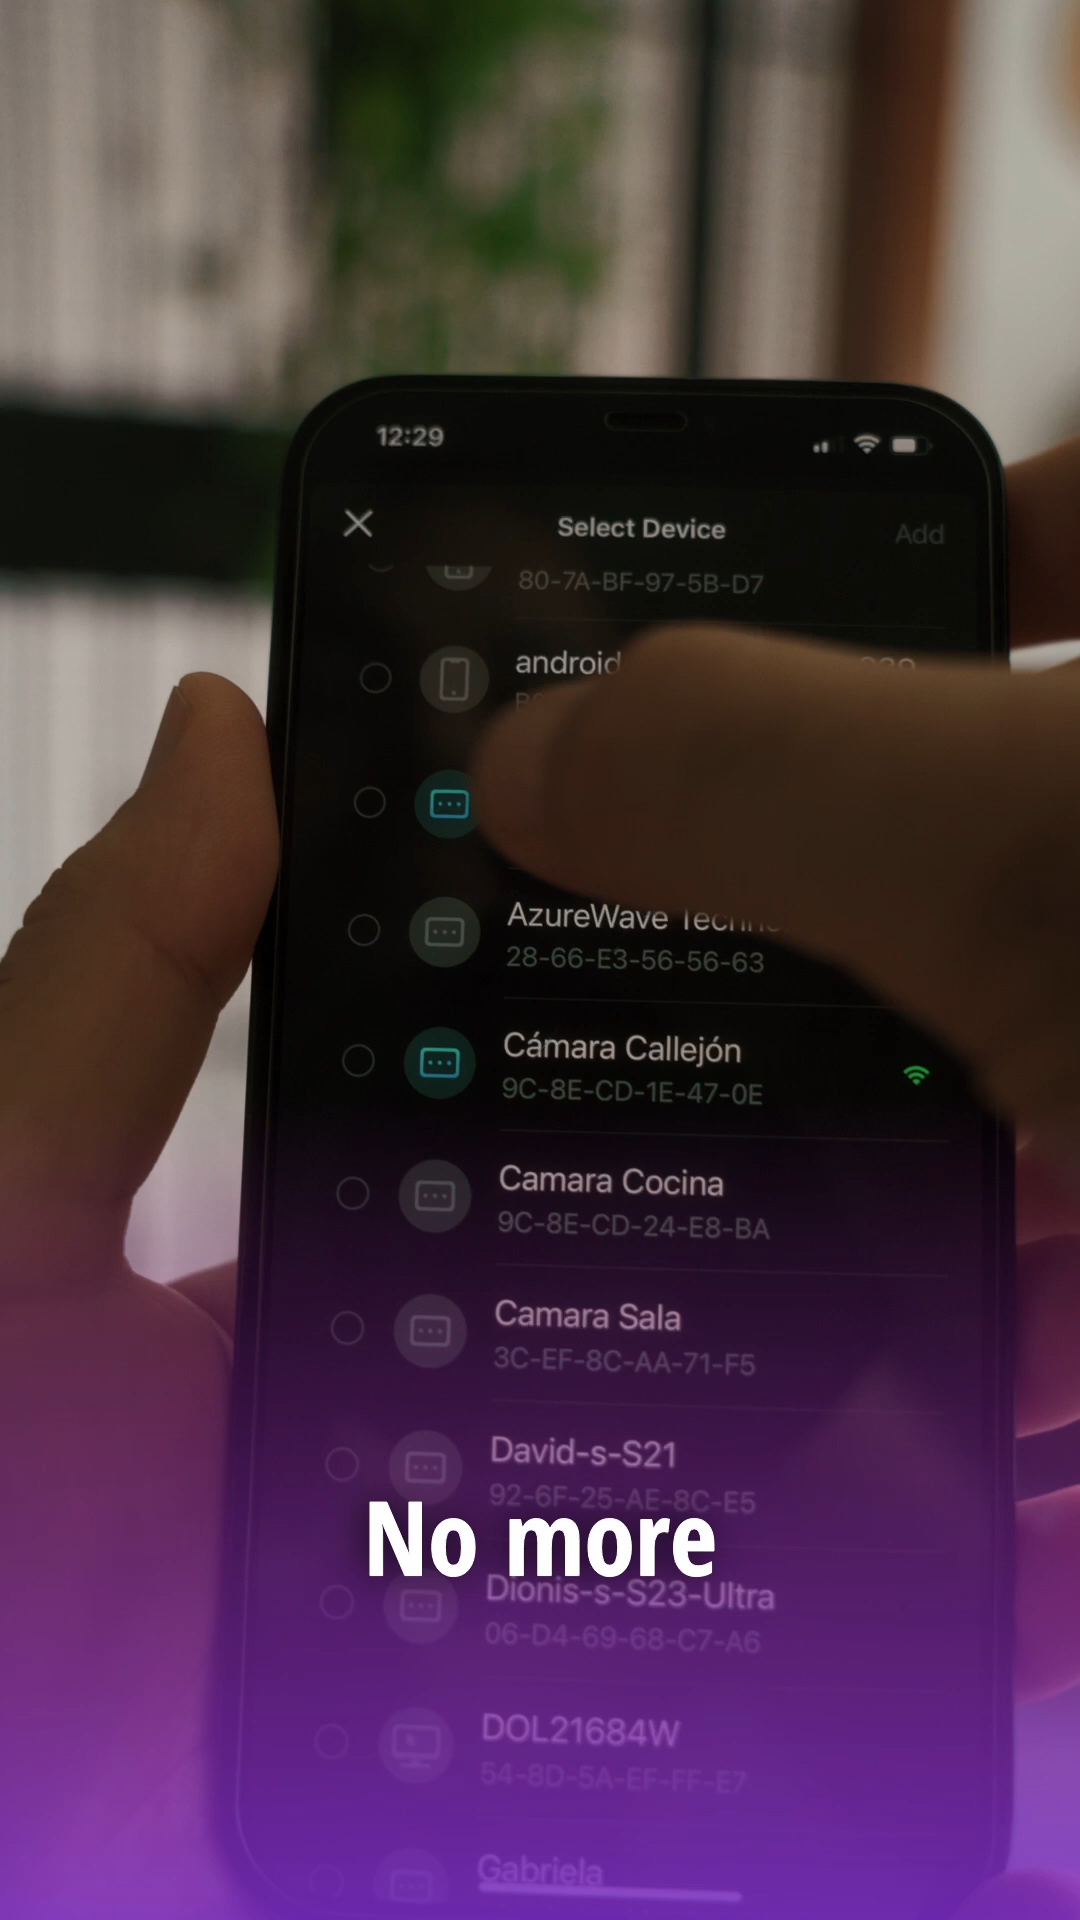 12:29
Select Device
Add
80-7A-BF-97-5B-D7
android
AzureWave
28-66-E3-56-56-63
Cámara Callejón
9C-8E-CD-1E-47-0E
Camara Cocina
9C-8E-CD-24-E8-BA
Camara Sala
3C-EF-8C-AA-71-F5
David-s-S21
92-6F-25-AE-8C-E5
No more
Dionis-s-S23-Ultra
06-D4-69-68-C7-A6
DOL21684W
54-8D-5A-EF-FF-E7
Gabriela